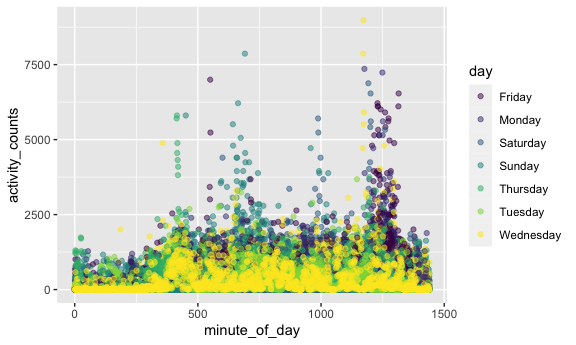 7500
5000
2500
0
activity_counts
0
500
1000
1500
minute_of_day
day
Friday
Monday
Saturday
Sunday
Thursday
Tuesday
Wednesday